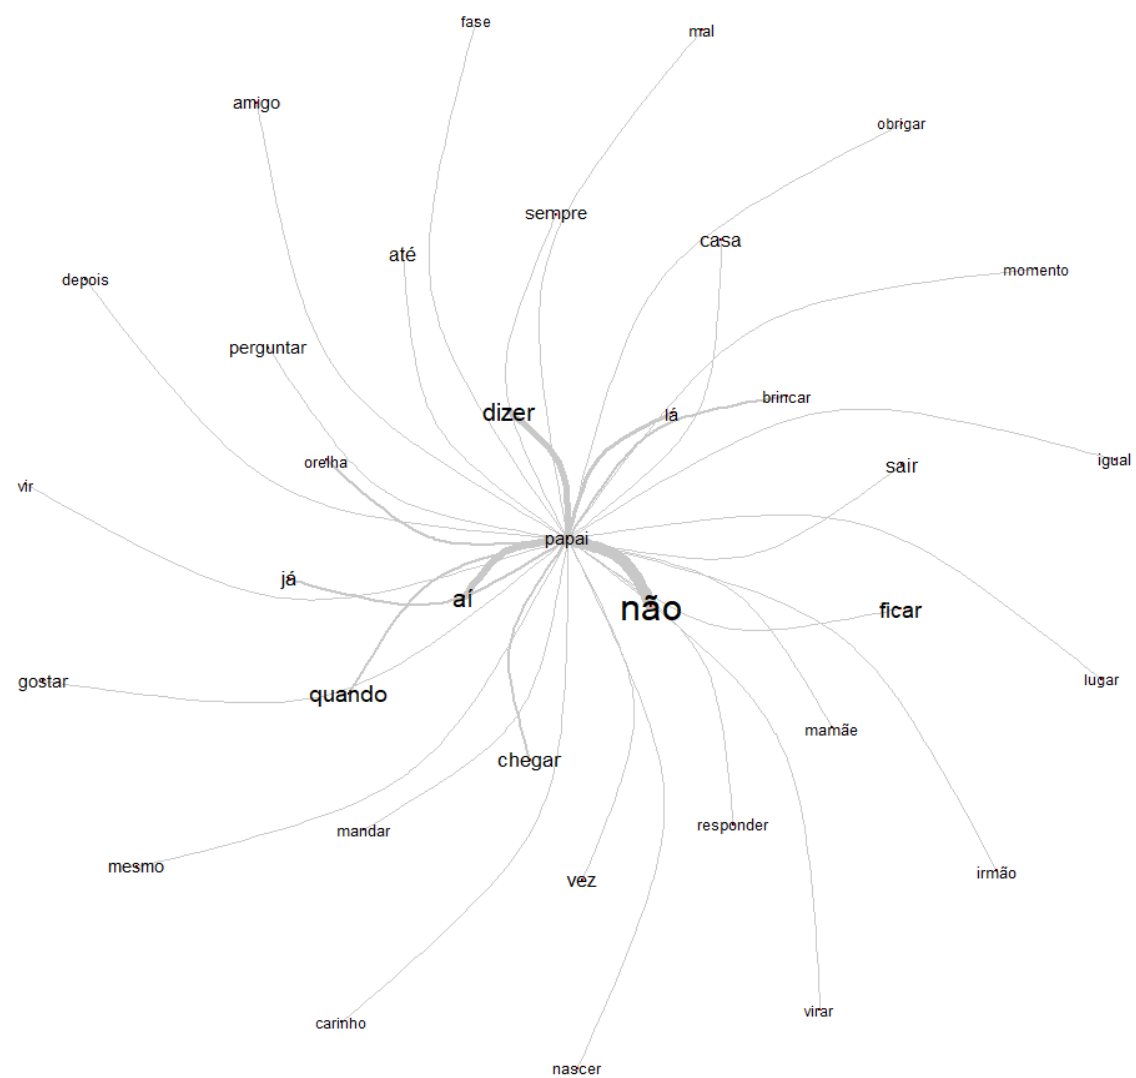 fase
mal
amigo
obrigar
sempre
casa
até
momento
depois
perguntar
brincar
dizer
lá
igual
orelha
sair
vir
papai
já
aí
não
ficar
gostar
lugar
quando
mamãe
chegar
responder
mandar
mesmo
irmão
vez
virar
carinho
nascer